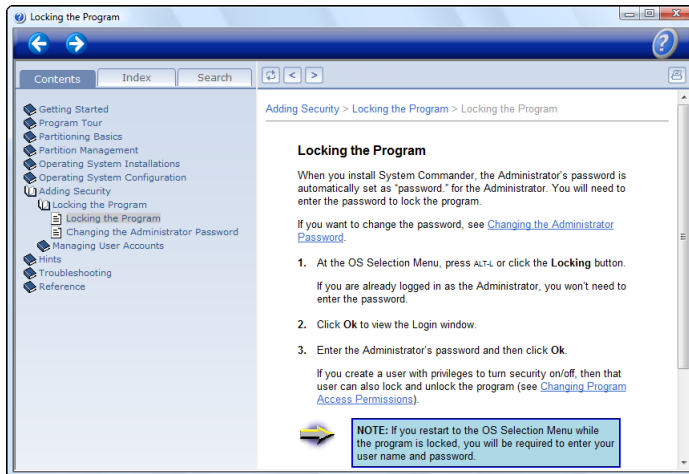 Locking the Program
Contents
Index
Search
Getting Started
Program Tour
Partitioning Basics
Partition Management
Operating System Installations
Operating System Configuration
Adding Security
Locking the Program
Locking the Program
Changing the Administrator Password
Managing User Accounts
Hints
Troubleshooting
Reference
Adding Security > Locking the Program > Locking the Program
Locking the Program
When you install System Commander, the Administrator's password is
automatically set as "password." for the Administrator. You will need to
enter the password to lock the program.
If you want to change the password, see Changing the Administrator
Password.
1. At the OS Selection Menu, press ALT-L or click the Locking button.
If you are already logged in as the Administrator, you won't need to
enter the password.
2. Click Ok to view the Login window.
3. Enter the Administrator's password and then click Ok.
If you create a user with privileges to turn security on/off, then that
user can also lock and unlock the program (see Changing Program
Access Permissions).
NOTE: If you restart to the OS Selection Menu while
the program is locked, you will be required to enter your
user name and password.